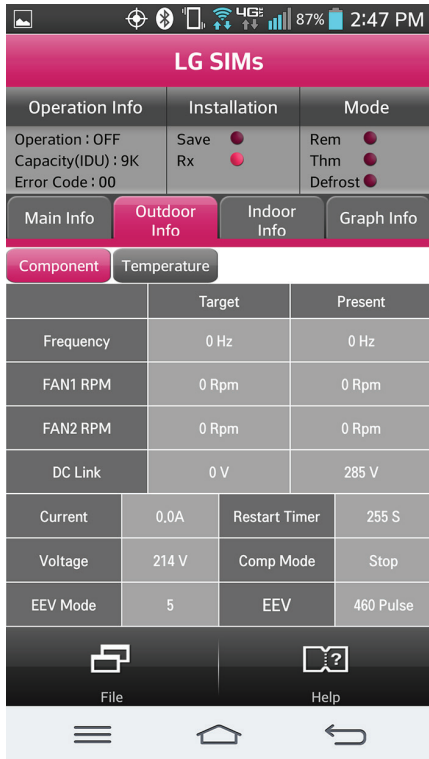 4G 87% 2:47 PM
LG SIMs
Operation Info Installation Mode
Operation : OFF Save Rem
Capacity(IDU) : 9K Rx Thm
Error Code : 00 Defrost
Main Info Outdoor Info Indoor Info Graph Info
Component Temperature
Target Present
Frequency 0 Hz 0 Hz
FAN1 RPM 0 Rpm 0 Rpm
FAN2 RPM 0 Rpm 0 Rpm
DC Link 0 V 285 V
Current 0.0A Restart Timer 255 S
Voltage 214 V Comp Mode Stop
EEV Mode 5 EEV 460 Pulse
File Help